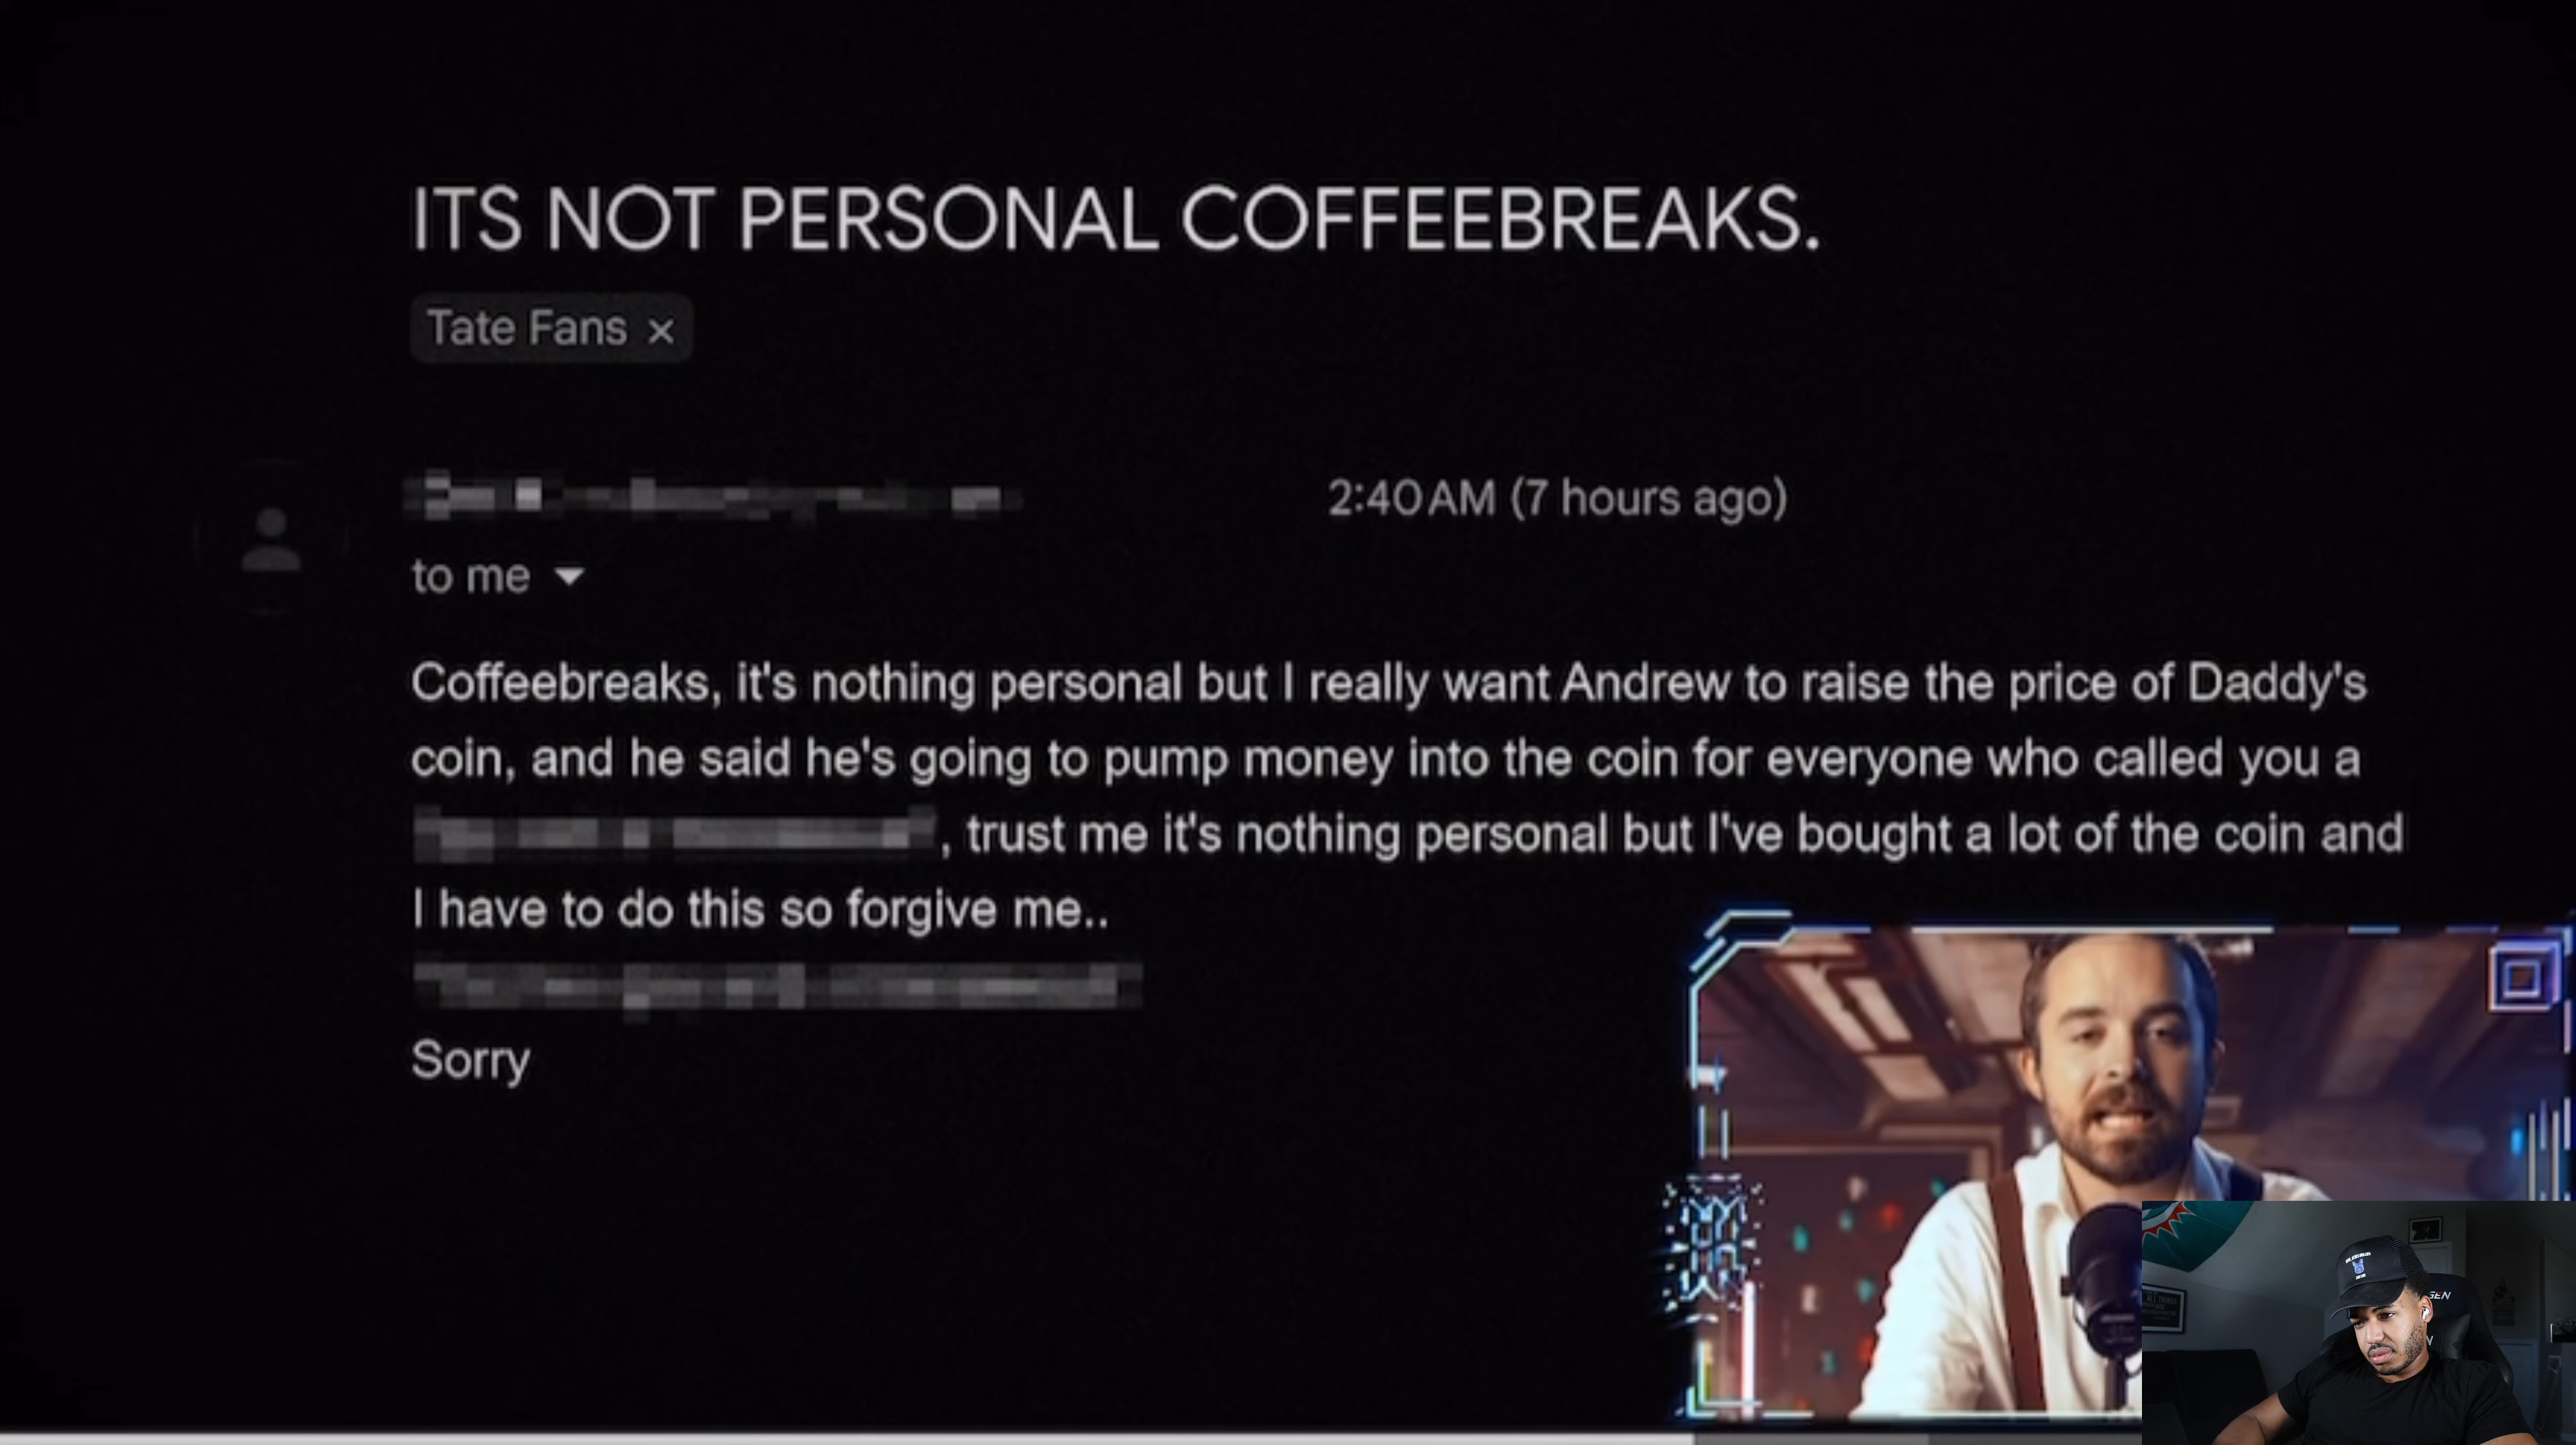 ITS NOT PERSONAL COFFEEBREAKS.
Tate Fans ×
2:40 AM (7 hours ago)
to me
Coffeebreaks, it's nothing personal but I really want Andrew to raise the price of Daddy's
coin, and he said he's going to pump money into the coin for everyone who called you a
, trust me it's nothing personal but I've bought a lot of the coin and
I have to do this so forgive me..
Sorry